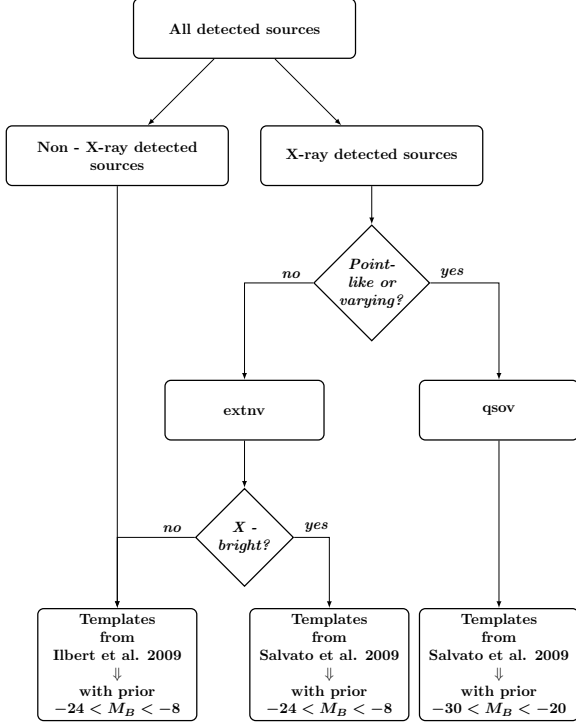 All detected sources
Non - X-ray detected
sources
X-ray detected sources
Point-
like or
varying?
no
yes
extnv
qsov
X -
bright?
no
yes
Templates
from
Ilbert et al. 2009
⇓
with prior
−24 < M_B < −8
Templates
from
Salvato et al. 2009
⇓
with prior
−24 < M_B < −8
Templates
from
Salvato et al. 2009
⇓
with prior
−30 < M_B < −20